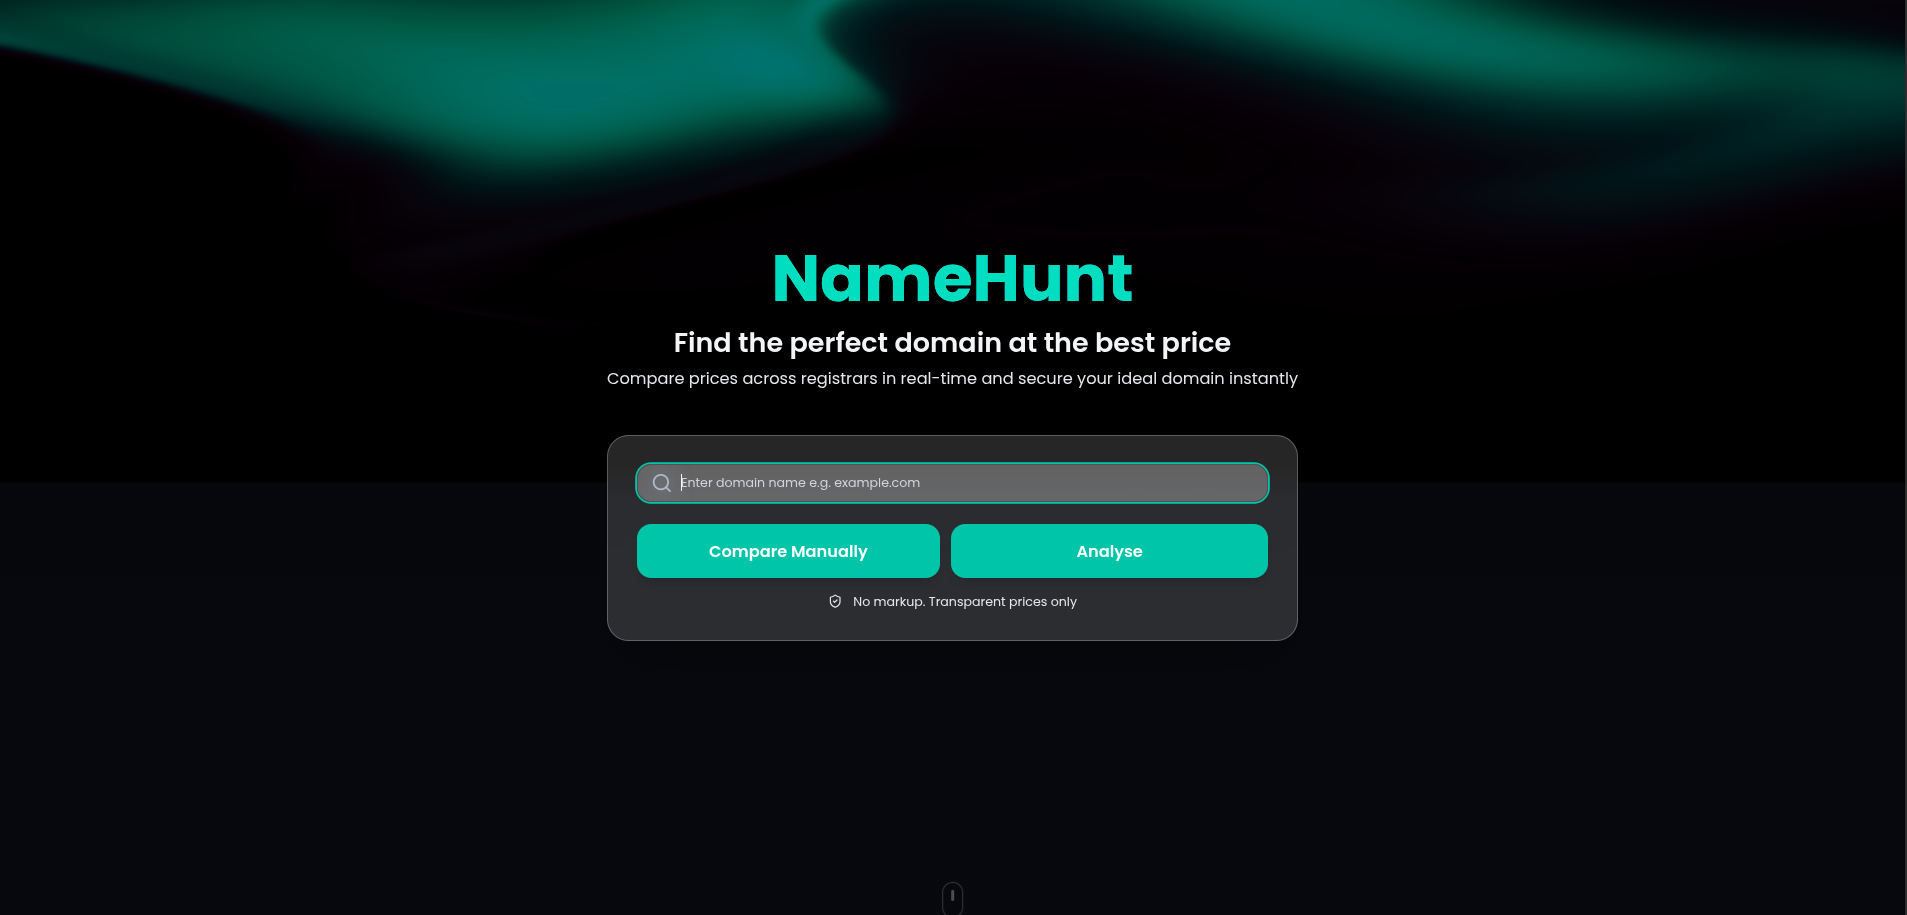 NameHunt
Find the perfect domain at the best price
Compare prices across registrars in real-time and secure your ideal domain instantly
Enter domain name e.g. example.com
Compare Manually
Analyse
No markup. Transparent prices only